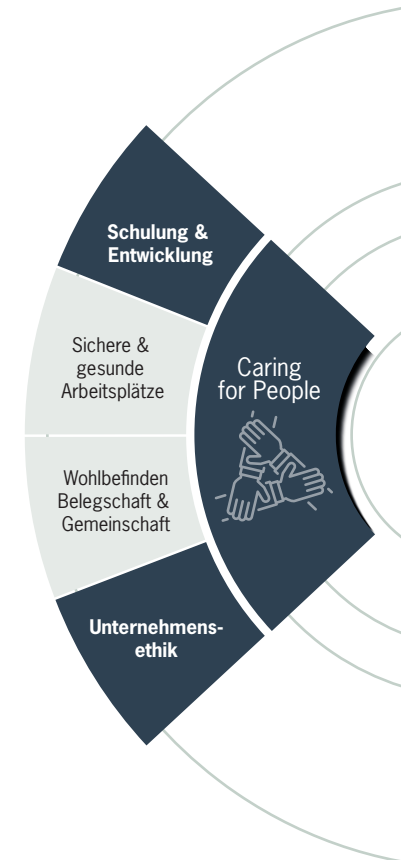 Schulung &
Entwicklung
Sichere &
gesunde
Arbeitsplätze
Caring
for People
Wohlbefinden
Belegschaft &
Gemeinschaft
Unternehmens-
ethik